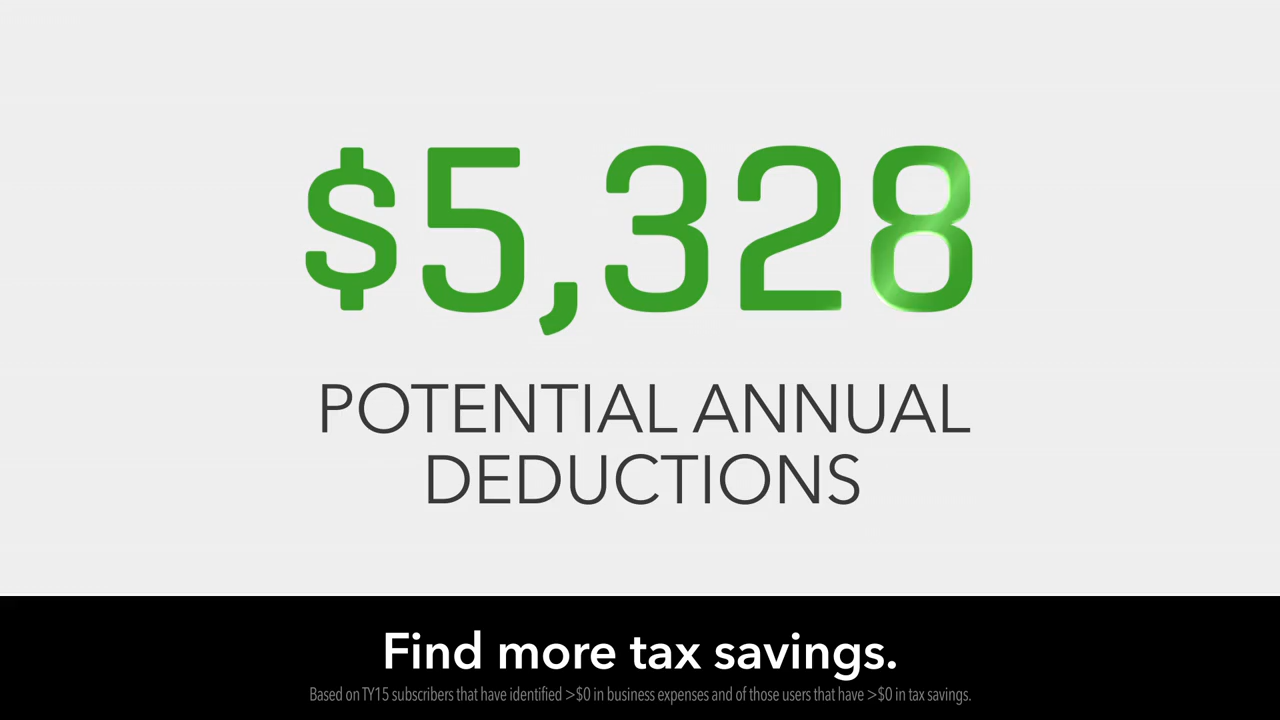 $5,328
POTENTIAL ANNUAL
DEDUCTIONS
Find more tax savings.
Based on TY15 subscribers that have identified >$0 in business expenses and of those users that have >$0 in tax savings.